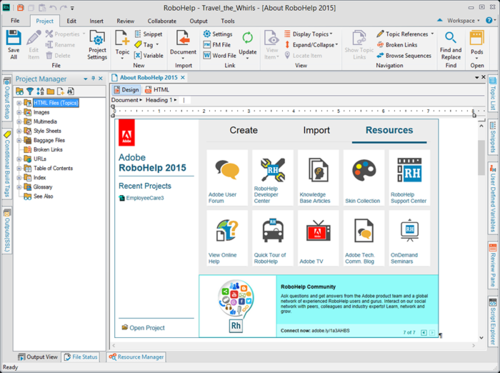 RoboHelp - Travel_the_Whirls - [About RoboHelp 2015]
File
Project
Edit
Insert
Review
Collaborate
Output
Tools
Workspace
Save
All
Edit
Item
Properties
Rename
Delete
Project
Settings
File
Topic
Snippet
Tag
Variable
New
Document
Import
Settings
FM File
Word File
Link
Update
Display Topics
Expand/Collapse
Locate Item
View
Show Topic
Links
Topic References
Broken Links
Browse Sequences
Navigation
Find and
Replace
Find
Pods
Open
Project Manager
HTML Files (Topics)
Images
Multimedia
Style Sheets
Baggage Files
Broken Links
URLs
Table of Contents
Index
Glossary
See Also
Output Setup
Conditional Build Tags
Outputs(SSL)
About RoboHelp 2015
Design
HTML
Document
Heading 1
Adobe
Adobe
RoboHelp 2015
Recent Projects
EmployeeCare5
Open Project
Create
Import
Resources
Adobe User
Forum
RoboHelp
Developer
Center
Knowledge
Base Articles
Skin Collection
RoboHelp
Support Center
View Online
Help
Quick Tour of
RoboHelp
Adobe TV
Adobe Tech
Comm. Blog
OnDemand
Seminars
RoboHelp Community
Ask questions and get answers from the Adobe product team and a global
network of experienced RoboHelp users and gurus. Interact on our social
network with peers, colleagues and industry experts! Learn, network and
grow.
Connect now: adobe.ly/1a3AHBS
7 of 7
Rh
Topic List
User Defined Variables
Snippets
Review Pane
Script Explorer
Output View
File Status
Resource Manager